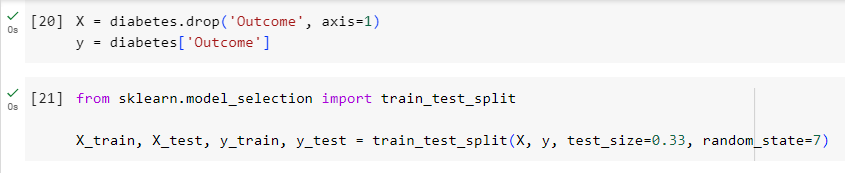 [20] X = diabetes.drop('Outcome', axis=1)
0s
y = diabetes['Outcome']
[21] from sklearn.model_selection import train_test_split
0s
X_train, X_test, y_train, y_test = train_test_split(X, y, test_size=0.33, random_state=7)